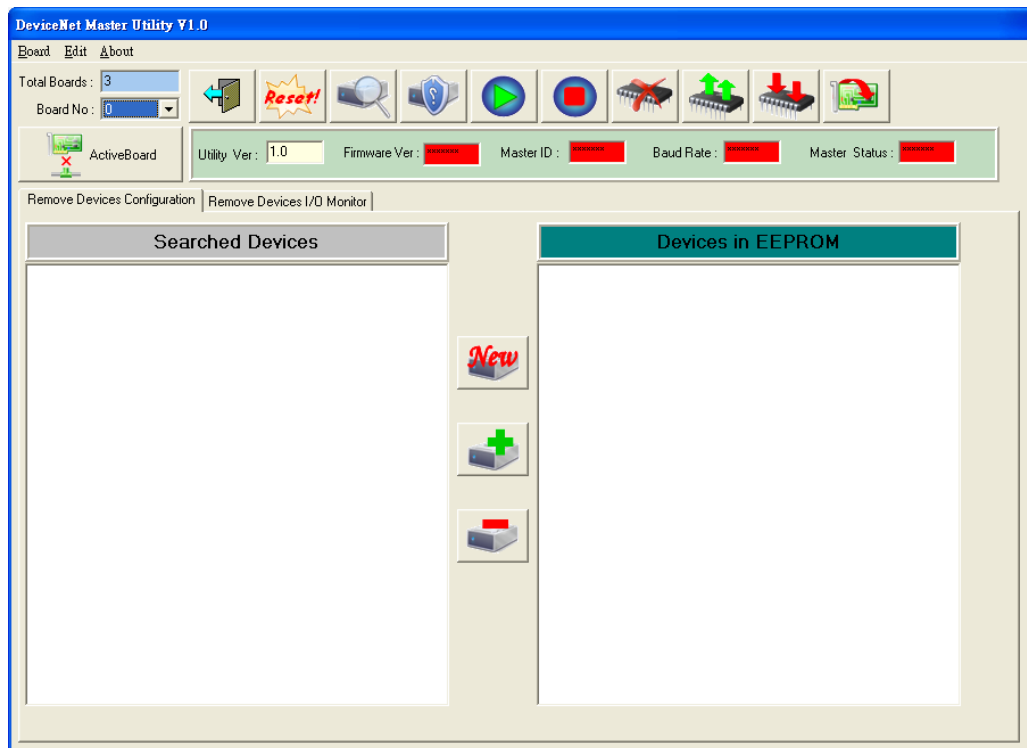 DeviceNet Master Utility V1.0
Board Edit About
Total Boards : 3
Board No : 0
Reset!
ActiveBoard
Utility Ver : 1.0 Firmware Ver : ******* Master ID : ******* Baud Rate : ******* Master Status : *******
Remove Devices Configuration Remove Devices I/O Monitor
Searched Devices Devices in EEPROM
New